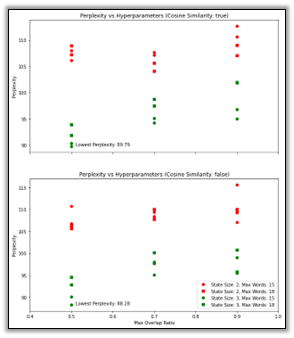 Perplexity vs Hyperparameters (Cosine Similarity: true)
Perplexity
110
105
100
95
90
Lowest Perplexity: 89.79
Perplexity vs Hyperparameters (Cosine Similarity: false)
Perplexity
115
110
105
100
95
90
Lowest Perplexity: 88.28
State Size: 2, Max Words: 15
State Size: 2, Max Words: 18
State Size: 3, Max Words: 15
State Size: 3, Max Words: 18
0.4 0.5 0.6 0.7 0.8 0.9 1.0
Max Overlap Ratio